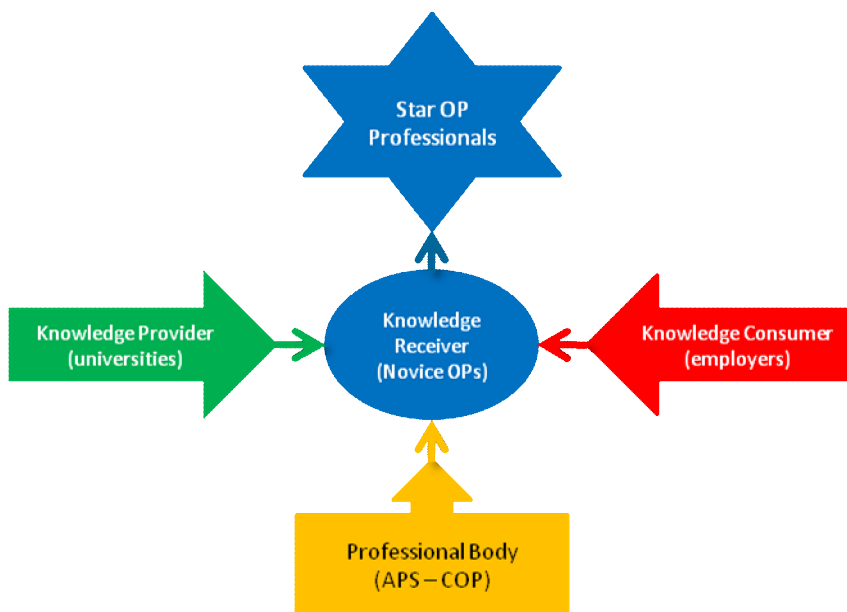 Star OP
Professionals
Knowledge Provider
(universities)
Knowledge
Receiver
(Novice OPs)
Knowledge Consumer
(employers)
Professional Body
(APS – COP)